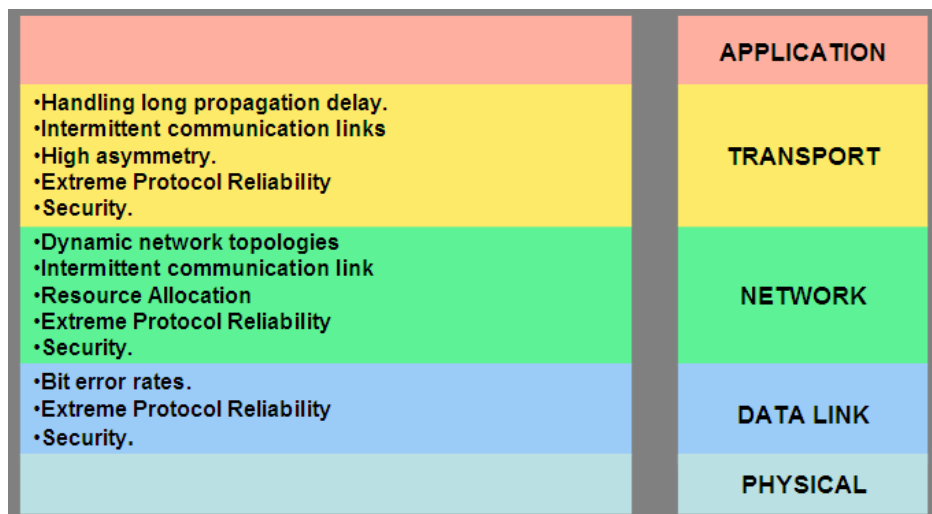 APPLICATION
•Handling long propagation delay.
•Intermittent communication links
•High asymmetry.
•Extreme Protocol Reliability
•Security.
TRANSPORT
•Dynamic network topologies
•Intermittent communication link
•Resource Allocation
•Extreme Protocol Reliability
•Security.
NETWORK
•Bit error rates.
•Extreme Protocol Reliability
•Security.
DATA LINK
PHYSICAL